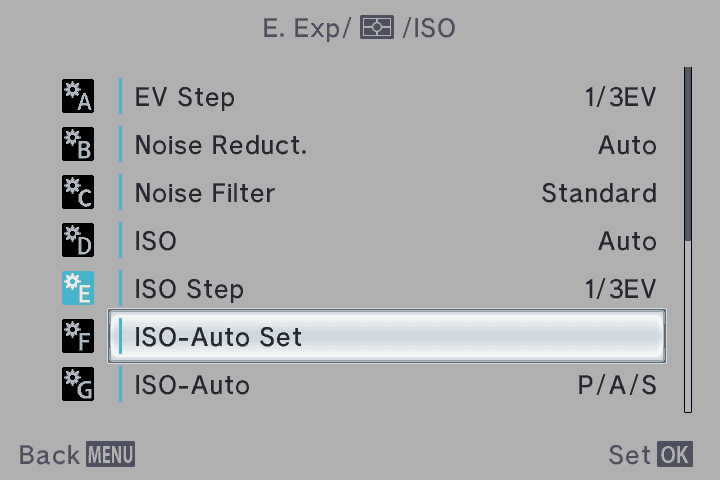 E. Exp/ /ISO
A EV Step 1/3EV
B Noise Reduct. Auto
C Noise Filter Standard
D ISO Auto
E ISO Step 1/3EV
F ISO-Auto Set
G ISO-Auto P/A/S
Back MENU Set OK